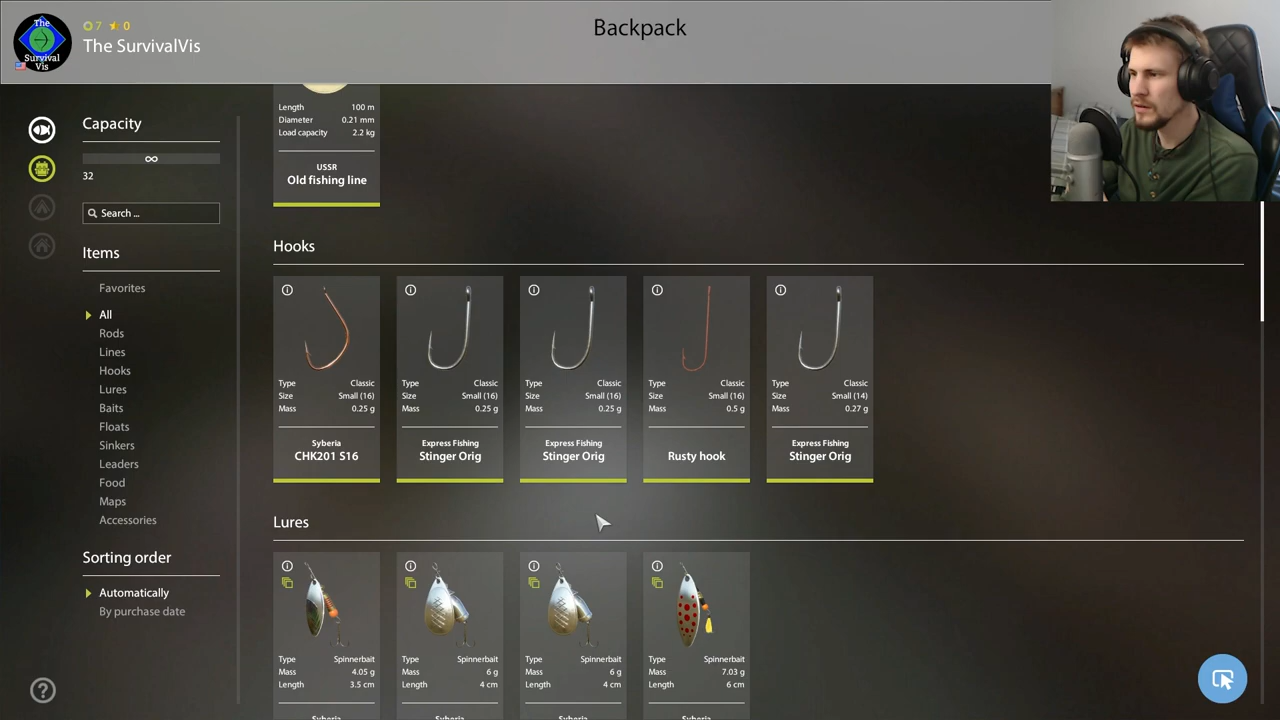 Backpack
The
Survival
Vis
7 0
The SurvivalVis
Capacity
∞
32
Search ...
Items
Favorites
All
Rods
Lines
Hooks
Lures
Baits
Floats
Sinkers
Leaders
Food
Maps
Accessories
Sorting order
Automatically
By purchase date
?
Length 100 m
Diameter 0.21 mm
Load capacity 2.2 kg
USSR
Old fishing line
Hooks
Type Classic
Size Small (16)
Mass 0.25 g
Syberia
CHK201 S16
Type Classic
Size Small (16)
Mass 0.25 g
Express Fishing
Stinger Orig
Type Classic
Size Small (16)
Mass 0.25 g
Express Fishing
Stinger Orig
Type Classic
Size Small (16)
Mass 0.5 g
Rusty hook
Type Classic
Size Small (14)
Mass 0.27 g
Express Fishing
Stinger Orig
Lures
Type Spinnerbait
Mass 4.05 g
Length 3.5 cm
Syberia
Type Spinnerbait
Mass 6 g
Length 4 cm
Syberia
Type Spinnerbait
Mass 6 g
Length 4 cm
Syberia
Type Spinnerbait
Mass 7.03 g
Length 6 cm
Syberia